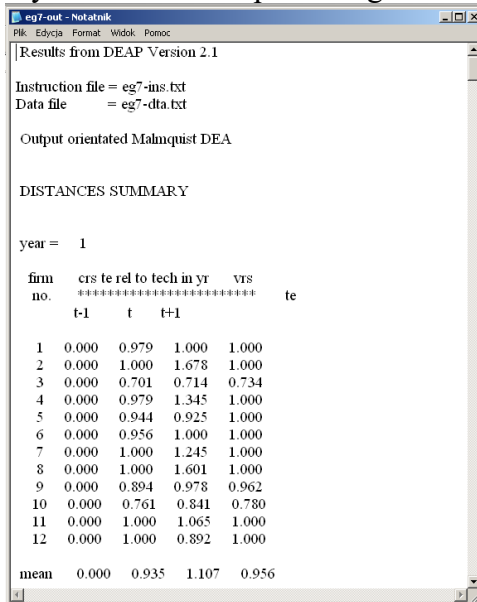 eg7-out - Notatnik
Plik Edycja Format Widok Pomoc
Results from DEAP Version 2.1
Instruction file = eg7-ins.txt
Data file = eg7-dta.txt
Output orientated Malmquist DEA
DISTANCES SUMMARY
year = 1
firm crs te rel to tech in yr vrs
no. ************************ te
t-1 t t+1
1 0.000 0.979 1.000 1.000
2 0.000 1.000 1.678 1.000
3 0.000 0.701 0.714 0.734
4 0.000 0.979 1.345 1.000
5 0.000 0.944 0.925 1.000
6 0.000 0.956 1.000 1.000
7 0.000 1.000 1.245 1.000
8 0.000 1.000 1.601 1.000
9 0.000 0.894 0.978 0.962
10 0.000 0.761 0.841 0.780
11 0.000 1.000 1.065 1.000
12 0.000 1.000 0.892 1.000
mean 0.000 0.935 1.107 0.956